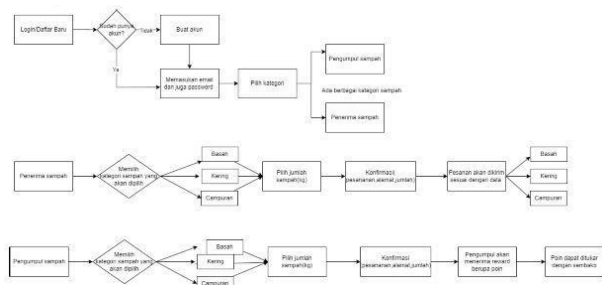 Login/Daftar Baru
Sudah punya
akun?
Tidak
Buat akun
Ya
Memasukan email
dan juga password
Pilih kategori
Pengumpul sampah
Ada berbagai kategori sampah
Penerima sampah
Penerima sampah
Memilih
kategori sampah yang
akan dipilih
Basah
Kering
Campuran
Pilih jumlah
sampah(kg)
Konfirmasi(
pesananan,alamat,jumlah)
Pesanan akan dikirim
sesuai dengan data
Basah
Kering
Campuran
Pengumpul sampah
Memilih
kategori sampah yang
akan dipilih
Basah
Kering
Campuran
Pilih jumlah
sampah(kg)
Konfirmasi
pesananan,alamat,jumlah)
Pengumpul akan
menerima reward
berupa poin
Poin dapat ditukar
dengan sembako